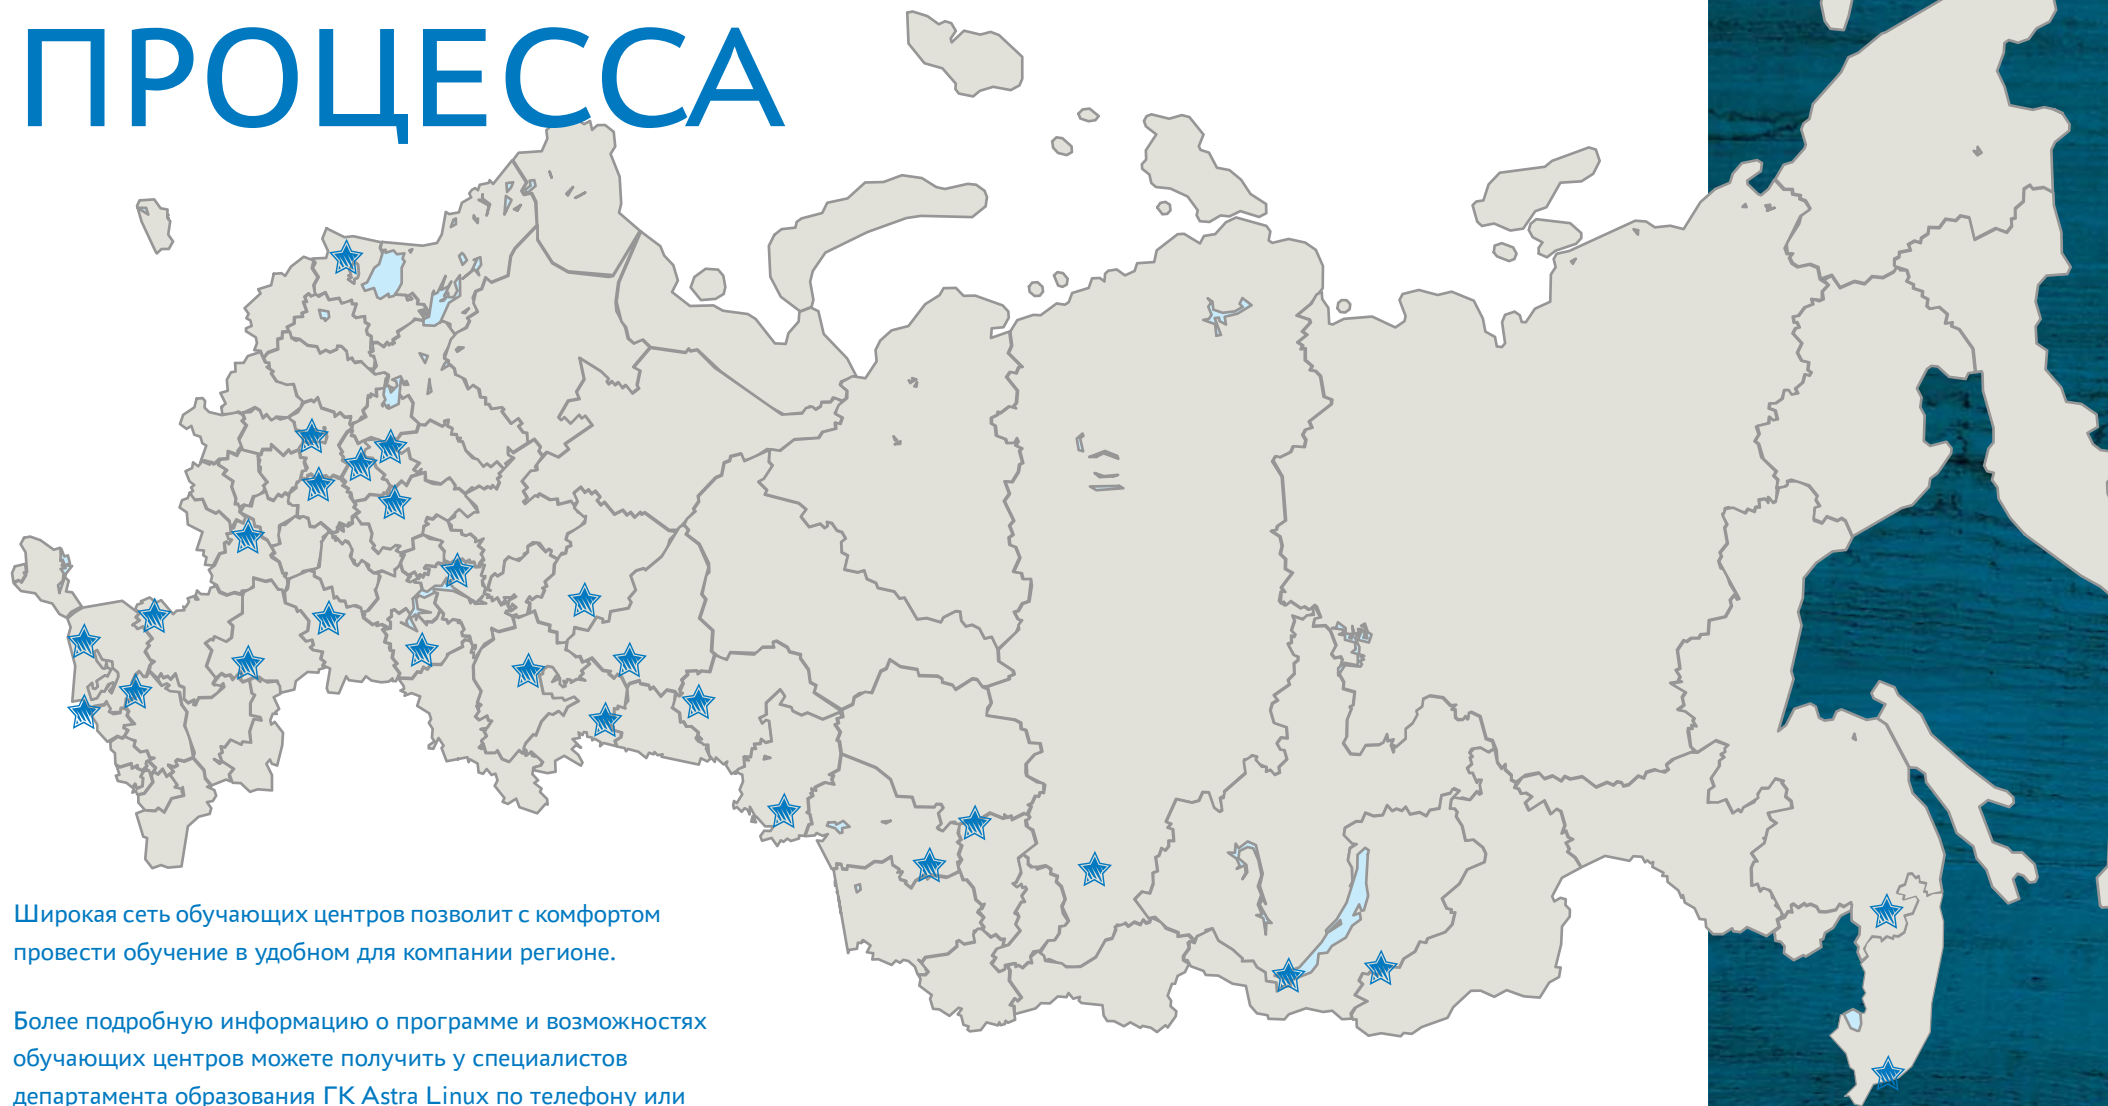 ПРОЦЕССА
Широкая сеть обучающих центров позволит с комфортом
провести обучение в удобном для компании регионе.
Более подробную информацию о программе и возможностях
обучающих центров можете получить у специалистов
департамента образования ГК Astra Linux по телефону или